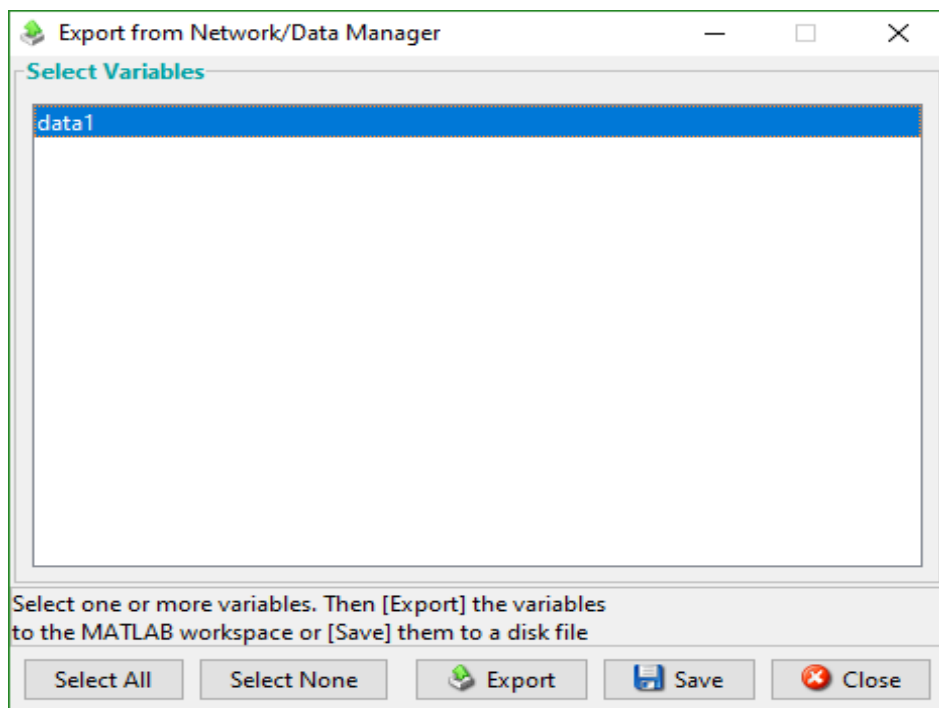 Export from Network/Data Manager
Select Variables
data1
Select one or more variables. Then [Export] the variables
to the MATLAB workspace or [Save] them to a disk file
Select All
Select None
Export
Save
Close